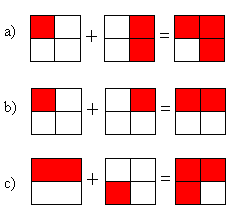 a) + =
b) + =
c) + =